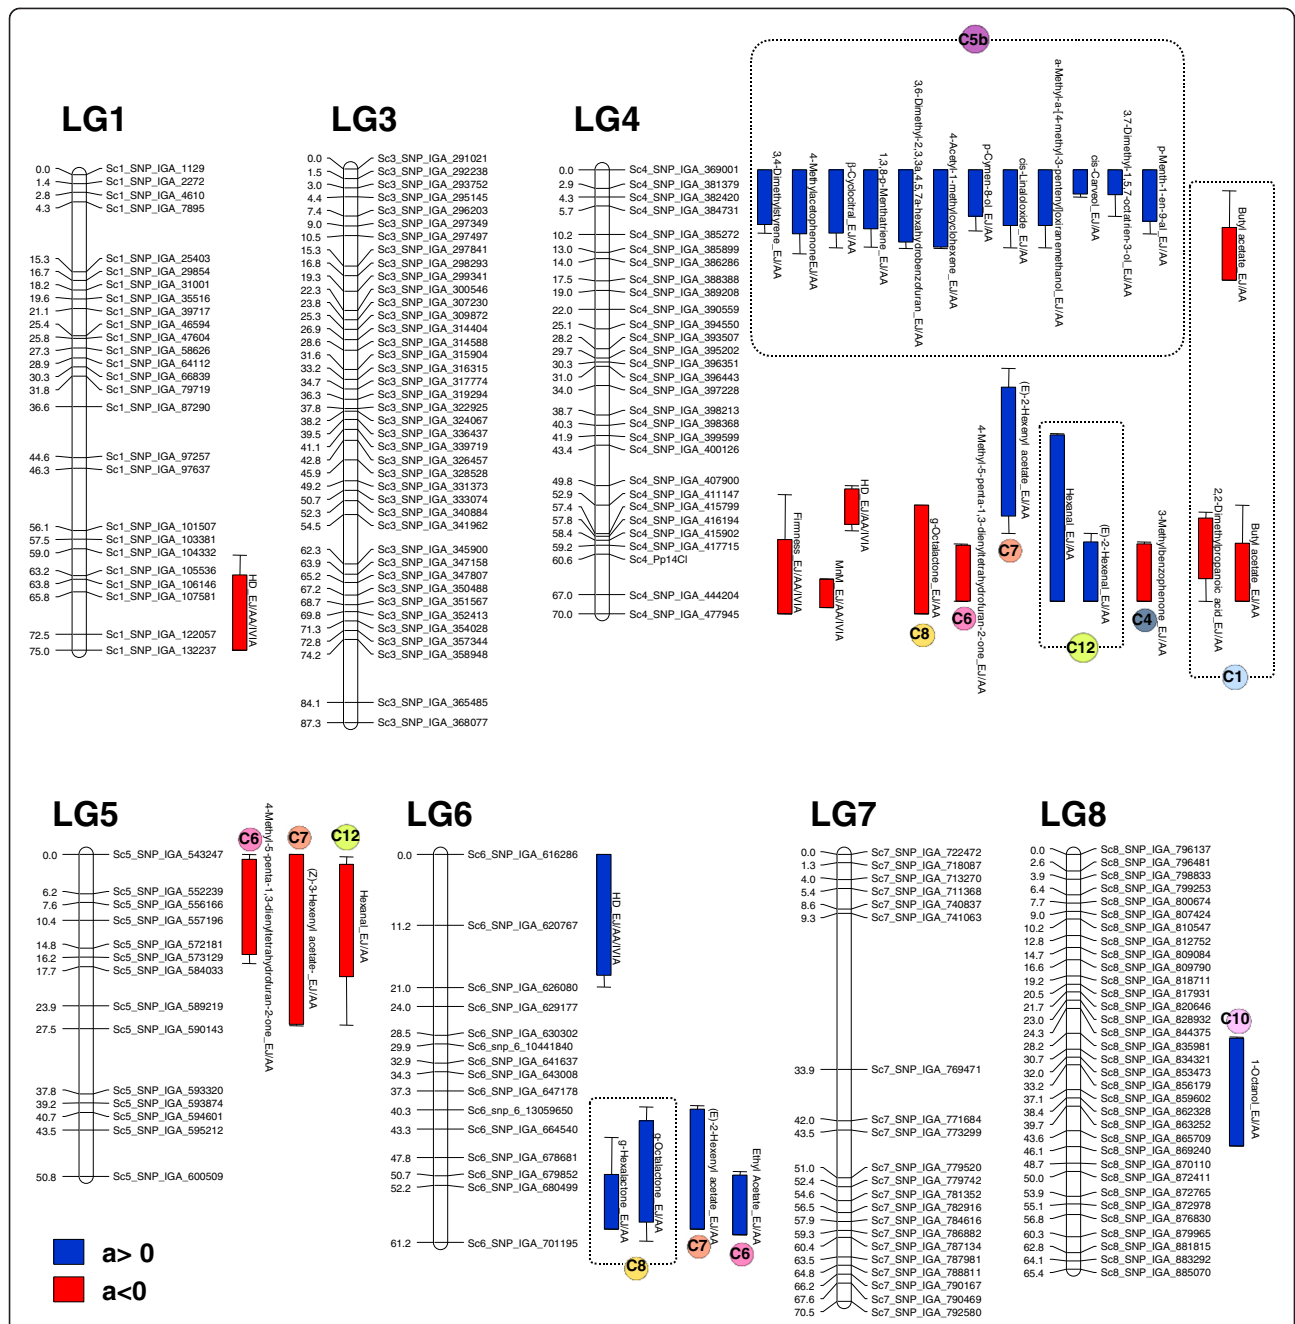 C5b
LG1
0.0 Sc1_SNP_IGA_1129
1.4 Sc1_SNP_IGA_2272
2.8 Sc1_SNP_IGA_4610
4.3 Sc1_SNP_IGA_7895
15.3 Sc1_SNP_IGA_25403
16.7 Sc1_SNP_IGA_29854
18.2 Sc1_SNP_IGA_31001
19.6 Sc1_SNP_IGA_35516
21.1 Sc1_SNP_IGA_39717
25.4 Sc1_SNP_IGA_46594
25.8 Sc1_SNP_IGA_47604
27.3 Sc1_SNP_IGA_58626
28.9 Sc1_SNP_IGA_64112
30.3 Sc1_SNP_IGA_66839
31.8 Sc1_SNP_IGA_79719
36.6 Sc1_SNP_IGA_87290
44.6 Sc1_SNP_IGA_97257
46.3 Sc1_SNP_IGA_97637
56.1 Sc1_SNP_IGA_101507
57.5 Sc1_SNP_IGA_103381
59.0 Sc1_SNP_IGA_104332
63.2 Sc1_SNP_IGA_105536
63.8 Sc1_SNP_IGA_106146
65.8 Sc1_SNP_IGA_107581
72.5 Sc1_SNP_IGA_122057
75.0 Sc1_SNP_IGA_132237
HD_EJ/AA/IVIA
LG3
0.0 Sc3_SNP_IGA_291021
1.5 Sc3_SNP_IGA_292238
3.0 Sc3_SNP_IGA_293752
4.4 Sc3_SNP_IGA_295145
7.4 Sc3_SNP_IGA_296203
9.0 Sc3_SNP_IGA_297349
10.5 Sc3_SNP_IGA_297497
15.3 Sc3_SNP_IGA_297841
16.8 Sc3_SNP_IGA_298293
19.3 Sc3_SNP_IGA_299341
22.3 Sc3_SNP_IGA_300546
23.8 Sc3_SNP_IGA_307230
25.3 Sc3_SNP_IGA_309872
26.9 Sc3_SNP_IGA_314404
28.6 Sc3_SNP_IGA_314588
31.6 Sc3_SNP_IGA_315904
33.2 Sc3_SNP_IGA_316315
34.7 Sc3_SNP_IGA_317774
36.3 Sc3_SNP_IGA_319294
37.8 Sc3_SNP_IGA_322925
38.2 Sc3_SNP_IGA_324067
39.5 Sc3_SNP_IGA_336437
41.1 Sc3_SNP_IGA_339719
42.8 Sc3_SNP_IGA_326457
45.9 Sc3_SNP_IGA_328528
49.2 Sc3_SNP_IGA_331373
50.7 Sc3_SNP_IGA_333074
52.3 Sc3_SNP_IGA_340884
54.5 Sc3_SNP_IGA_341962
62.3 Sc3_SNP_IGA_345900
63.9 Sc3_SNP_IGA_347158
65.2 Sc3_SNP_IGA_347807
67.2 Sc3_SNP_IGA_350488
68.7 Sc3_SNP_IGA_351567
69.8 Sc3_SNP_IGA_352413
71.3 Sc3_SNP_IGA_354028
72.8 Sc3_SNP_IGA_357344
74.2 Sc3_SNP_IGA_358948
84.1 Sc3_SNP_IGA_365485
87.3 Sc3_SNP_IGA_368077
LG4
0.0 Sc4_SNP_IGA_369001
2.9 Sc4_SNP_IGA_381379
4.3 Sc4_SNP_IGA_382420
5.7 Sc4_SNP_IGA_384731
10.2 Sc4_SNP_IGA_385272
13.0 Sc4_SNP_IGA_385899
14.0 Sc4_SNP_IGA_386286
17.5 Sc4_SNP_IGA_388388
19.0 Sc4_SNP_IGA_389208
22.0 Sc4_SNP_IGA_390559
25.1 Sc4_SNP_IGA_394550
28.2 Sc4_SNP_IGA_393507
29.7 Sc4_SNP_IGA_395202
30.3 Sc4_SNP_IGA_396351
31.0 Sc4_SNP_IGA_396443
34.0 Sc4_SNP_IGA_397228
38.7 Sc4_SNP_IGA_398213
40.3 Sc4_SNP_IGA_398368
41.9 Sc4_SNP_IGA_399599
43.4 Sc4_SNP_IGA_400126
49.8 Sc4_SNP_IGA_407900
52.9 Sc4_SNP_IGA_411147
57.4 Sc4_SNP_IGA_415799
57.8 Sc4_SNP_IGA_416194
58.4 Sc4_SNP_IGA_415902
59.2 Sc4_SNP_IGA_417715
60.6 Sc4_Pp14Cl
67.0 Sc4_SNP_IGA_444204
70.0 Sc4_SNP_IGA_477945
3,4-Dimethylstyrene_EJ/AA
4-MethylacetophenoneEJ/AA
β-Cyclocitral_EJ/AA
1,3,8-p-Menthatriene_EJ/AA
3,6-Dimethyl-2,3,3a,4,5,7a-hexahydrobenzofuran_EJ/AA
4-Acetyl-1-methylcyclohexene_EJ/AA
p-Cymen-8-ol_EJ/AA
cis-Linaloloxide_EJ/AA
a-Methyl-a-[4-methyl-3-pentenyl]oxiranemethanol_EJ/AA
cis-Carveol_EJ/AA
3,7-Dimethyl-1,5,7-octatrien-3-ol_EJ/AA
p-Menth-1-en-9-al_EJ/AA
Butyl acetate_EJ/AA
Firmness_EJ/AA/IVIA
MnM_EJ/AA/IVIA
HD_EJ/AA/IVIA
g-Octalactone_EJ/AA
C8
4-Methyl-5-penta-1,3-dienyltetrahydrofuran-2-one_EJ/AA
C6
(E)-2-Hexenyl acetate_EJ/AA
C7
Hexanal_EJ/AA
(E)-2-Hexenal_EJ/AA
C12
3-Methylbenzophenone_EJ/AA
C4
2,2-Dimethylpropanoic acid_EJ/AA
Butyl acetate_EJ/AA
C1
LG5
0.0 Sc5_SNP_IGA_543247
6.2 Sc5_SNP_IGA_552239
7.6 Sc5_SNP_IGA_556166
10.4 Sc5_SNP_IGA_557196
14.8 Sc5_SNP_IGA_572181
16.2 Sc5_SNP_IGA_573129
17.7 Sc5_SNP_IGA_584033
23.9 Sc5_SNP_IGA_589219
27.5 Sc5_SNP_IGA_590143
37.8 Sc5_SNP_IGA_593320
39.2 Sc5_SNP_IGA_593874
40.7 Sc5_SNP_IGA_594601
43.5 Sc5_SNP_IGA_595212
50.8 Sc5_SNP_IGA_600509
C6
4-Methyl-5-penta-1,3-dienyltetrahydrofuran-2-one_EJ/AA
C7
(Z)-3-Hexenyl acetate-_EJ/AA
C12
Hexanal_EJ/AA
LG6
0.0 Sc6_SNP_IGA_616286
11.2 Sc6_SNP_IGA_620767
21.0 Sc6_SNP_IGA_626080
24.0 Sc6_SNP_IGA_629177
28.5 Sc6_SNP_IGA_630302
29.9 Sc6_snp_6_10441840
32.9 Sc6_SNP_IGA_641637
34.3 Sc6_SNP_IGA_643008
37.3 Sc6_SNP_IGA_647178
40.3 Sc6_snp_6_13059650
43.3 Sc6_SNP_IGA_664540
47.8 Sc6_SNP_IGA_678681
50.7 Sc6_SNP_IGA_679852
52.2 Sc6_SNP_IGA_680499
61.2 Sc6_SNP_IGA_701195
HD_EJ/AA/IVIA
g-Hexalactone_EJ/AA
g-Octalactone_EJ/AA
C8
(E)-2-Hexenyl acetate_EJ/AA
C7
Ethyl Acetate_EJ/AA
C6
LG7
0.0 Sc7_SNP_IGA_722472
1.3 Sc7_SNP_IGA_718087
4.0 Sc7_SNP_IGA_713270
5.4 Sc7_SNP_IGA_711368
8.6 Sc7_SNP_IGA_740837
9.3 Sc7_SNP_IGA_741063
33.9 Sc7_SNP_IGA_769471
42.0 Sc7_SNP_IGA_771684
43.5 Sc7_SNP_IGA_773299
51.0 Sc7_SNP_IGA_779520
52.4 Sc7_SNP_IGA_779742
54.6 Sc7_SNP_IGA_781352
56.5 Sc7_SNP_IGA_782916
57.9 Sc7_SNP_IGA_784616
59.3 Sc7_SNP_IGA_786882
60.4 Sc7_SNP_IGA_787134
63.5 Sc7_SNP_IGA_787981
64.8 Sc7_SNP_IGA_788811
66.2 Sc7_SNP_IGA_790167
67.6 Sc7_SNP_IGA_790469
70.5 Sc7_SNP_IGA_792580
LG8
0.0 Sc8_SNP_IGA_796137
2.6 Sc8_SNP_IGA_796481
3.9 Sc8_SNP_IGA_798833
6.4 Sc8_SNP_IGA_799253
7.7 Sc8_SNP_IGA_800674
9.0 Sc8_SNP_IGA_807424
10.2 Sc8_SNP_IGA_810547
12.8 Sc8_SNP_IGA_812752
14.7 Sc8_SNP_IGA_809084
16.6 Sc8_SNP_IGA_809790
19.2 Sc8_SNP_IGA_818711
20.5 Sc8_SNP_IGA_817931
21.7 Sc8_SNP_IGA_820646
23.0 Sc8_SNP_IGA_828932
24.3 Sc8_SNP_IGA_844375
28.2 Sc8_SNP_IGA_835981
30.7 Sc8_SNP_IGA_834321
32.0 Sc8_SNP_IGA_853473
33.2 Sc8_SNP_IGA_856179
37.1 Sc8_SNP_IGA_859602
38.4 Sc8_SNP_IGA_862328
39.7 Sc8_SNP_IGA_863252
43.6 Sc8_SNP_IGA_865709
46.1 Sc8_SNP_IGA_869240
48.7 Sc8_SNP_IGA_870110
50.0 Sc8_SNP_IGA_872411
53.9 Sc8_SNP_IGA_872765
55.1 Sc8_SNP_IGA_872978
56.8 Sc8_SNP_IGA_876830
60.3 Sc8_SNP_IGA_879965
62.8 Sc8_SNP_IGA_881815
64.1 Sc8_SNP_IGA_883292
65.4 Sc8_SNP_IGA_885070
C10
1-Octanol_EJ/AA
a> 0
a<0